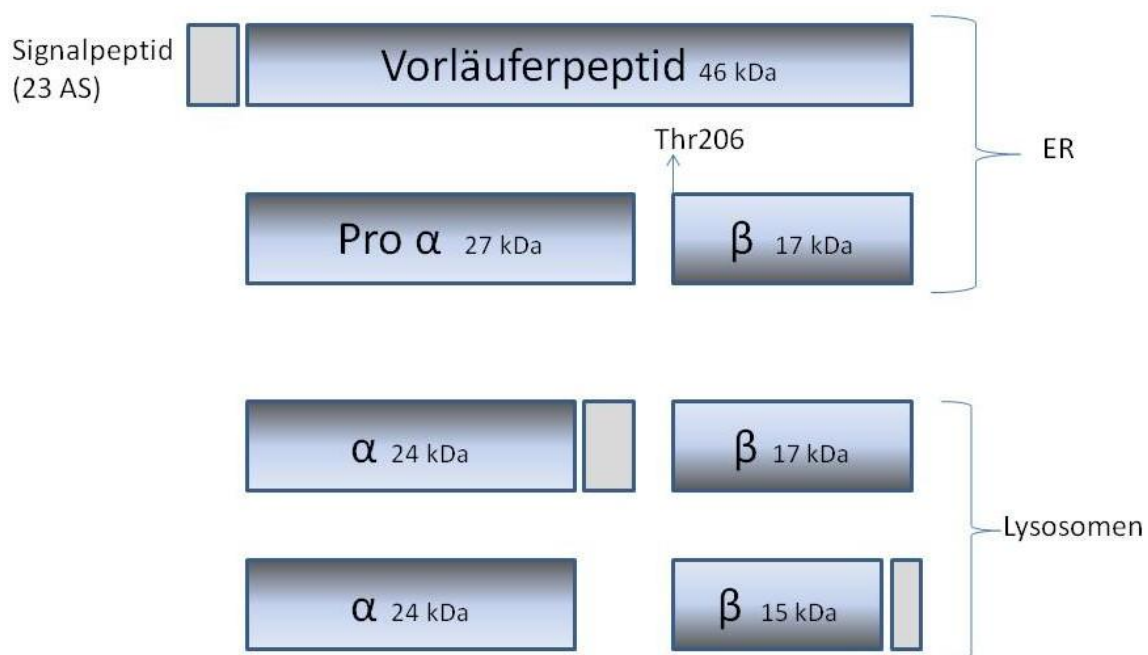 Signalpeptid
(23 AS)
Vorläuferpeptid 46 kDa
ER
Thr206
Pro α 27 kDa
β 17 kDa
α 24 kDa
β 17 kDa
Lysosomen
α 24 kDa
β 15 kDa